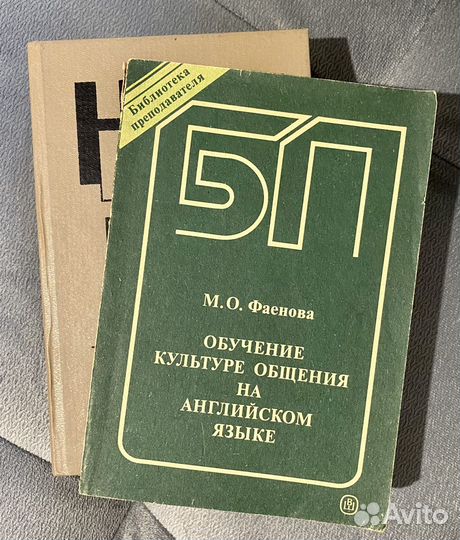 Библиотека
преподавателя
БП
М. О. Фаенова
ОБУЧЕНИЕ
КУЛЬТУРЕ ОБЩЕНИЯ
НА
АНГЛИЙСКОМ
ЯЗЫКЕ
Avito